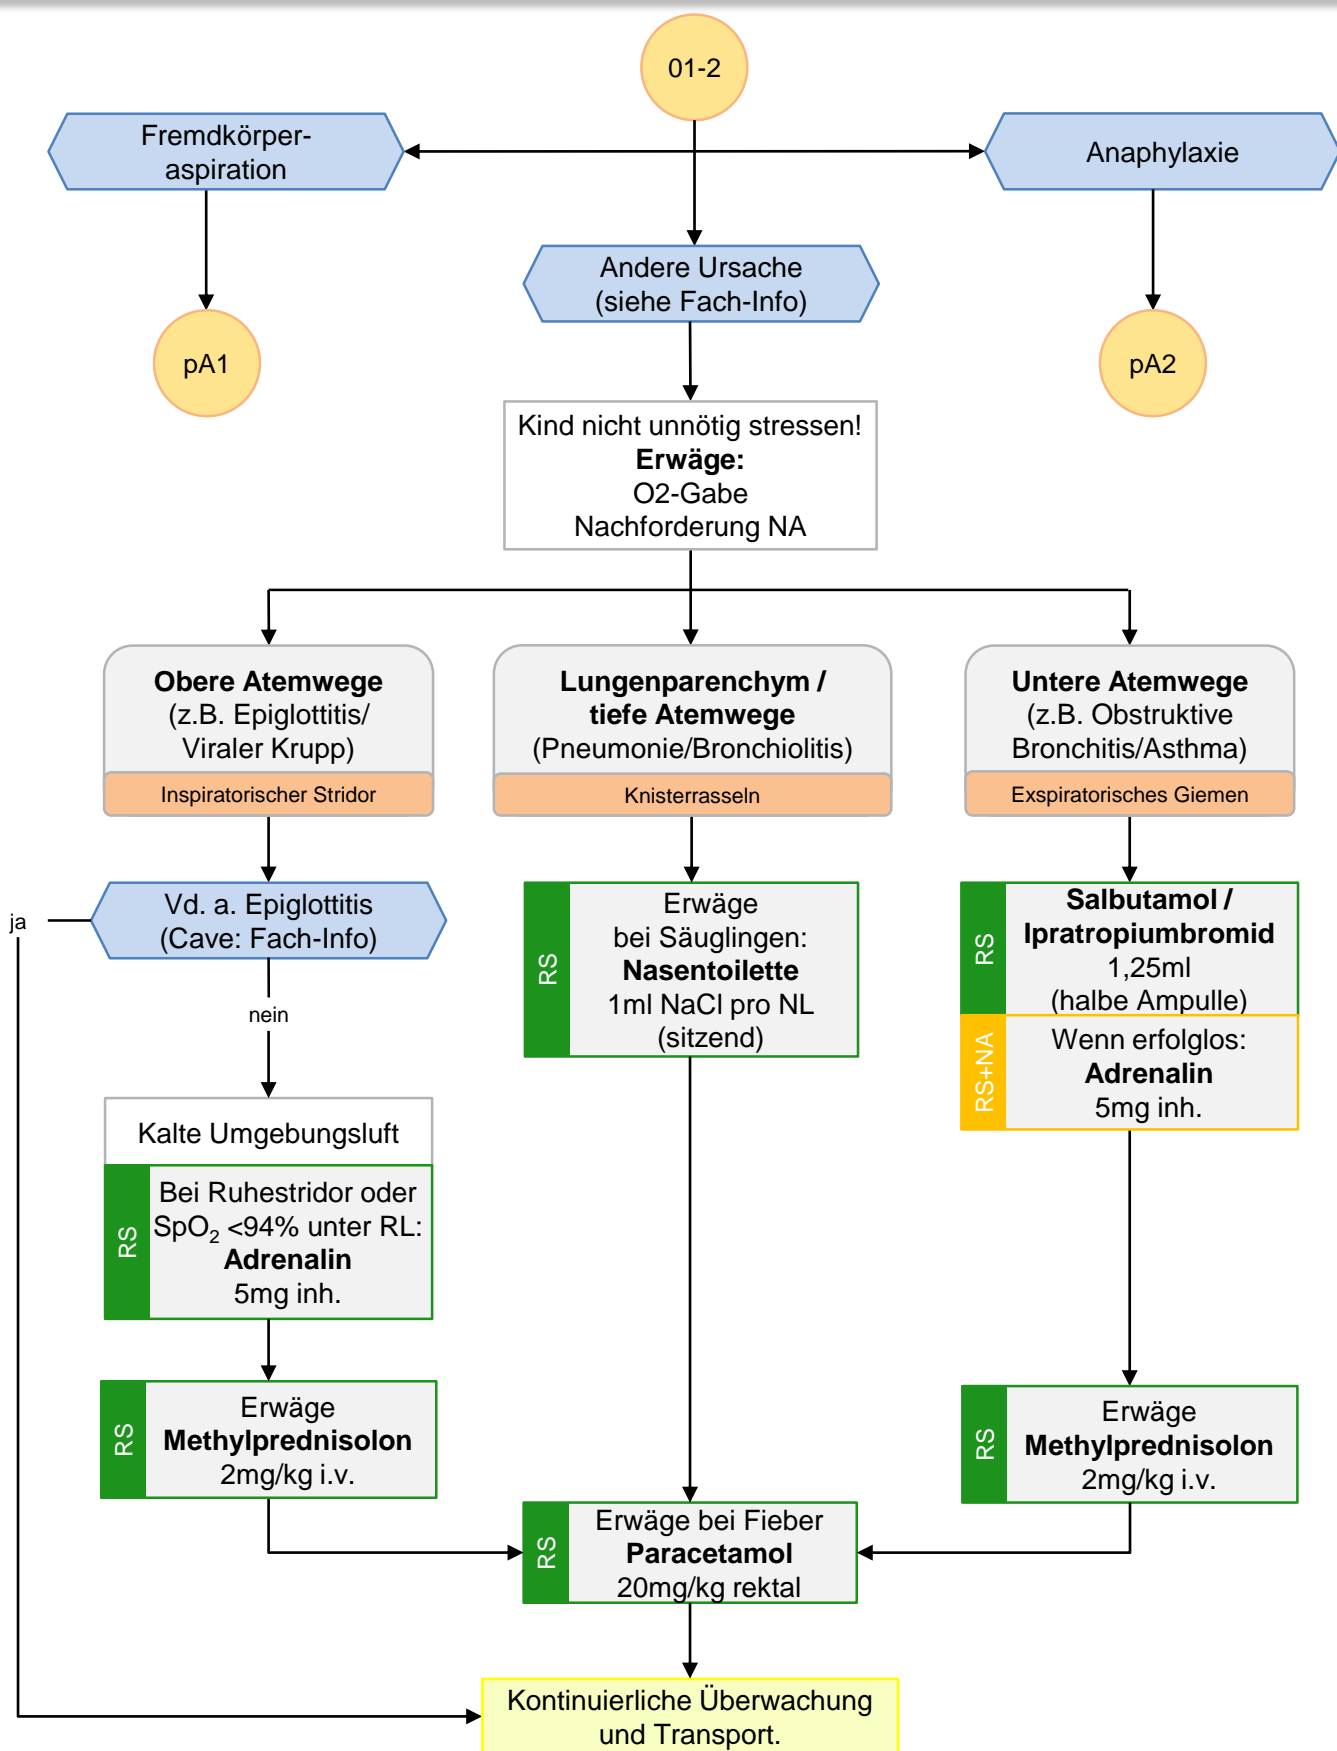 01-2
Fremdkörper-
aspiration
Anaphylaxie
Andere Ursache
(siehe Fach-Info)
pA1
pA2
Kind nicht unnötig stressen!
Erwäge:
O2-Gabe
Nachforderung NA
Obere Atemwege
(z.B. Epiglottitis/
Viraler Krupp)
Inspiratorischer Stridor
Lungenparenchym /
tiefe Atemwege
(Pneumonie/Bronchiolitis)
Knisterrasseln
Untere Atemwege
(z.B. Obstruktive
Bronchitis/Asthma)
Exspiratorisches Giemen
ja
Vd. a. Epiglottitis
(Cave: Fach-Info)
nein
RS
Erwäge
bei Säuglingen:
Nasentoilette
1ml NaCl pro NL
(sitzend)
RS
Salbutamol /
Ipratropiumbromid
1,25ml
(halbe Ampulle)
RS+NA
Wenn erfolglos:
Adrenalin
5mg inh.
Kalte Umgebungsluft
RS
Bei Ruhestridor oder
SpO₂ <94% unter RL:
Adrenalin
5mg inh.
RS
Erwäge
Methylprednisolon
2mg/kg i.v.
RS
Erwäge
Methylprednisolon
2mg/kg i.v.
RS
Erwäge bei Fieber
Paracetamol
20mg/kg rektal
Kontinuierliche Überwachung
und Transport.